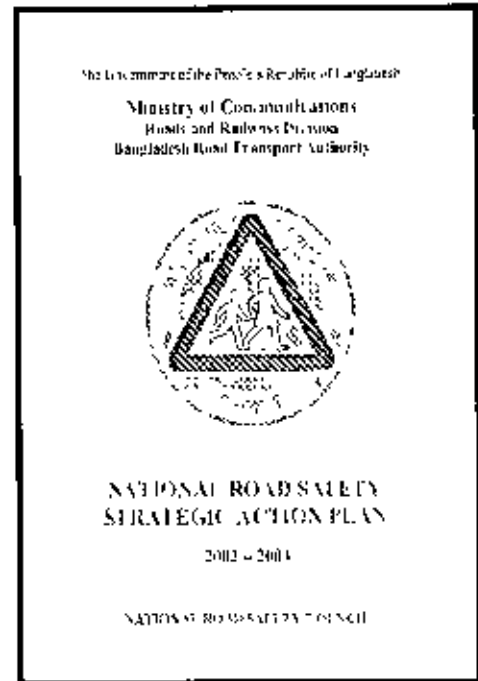 The Government of the People's Republic of Bangladesh
Ministry of Communications
Roads and Railways Division
Bangladesh Road Transport Authority
NATIONAL ROAD SAFETY
STRATEGIC ACTION PLAN
NATIONAL ROAD SAFETY COUNCIL